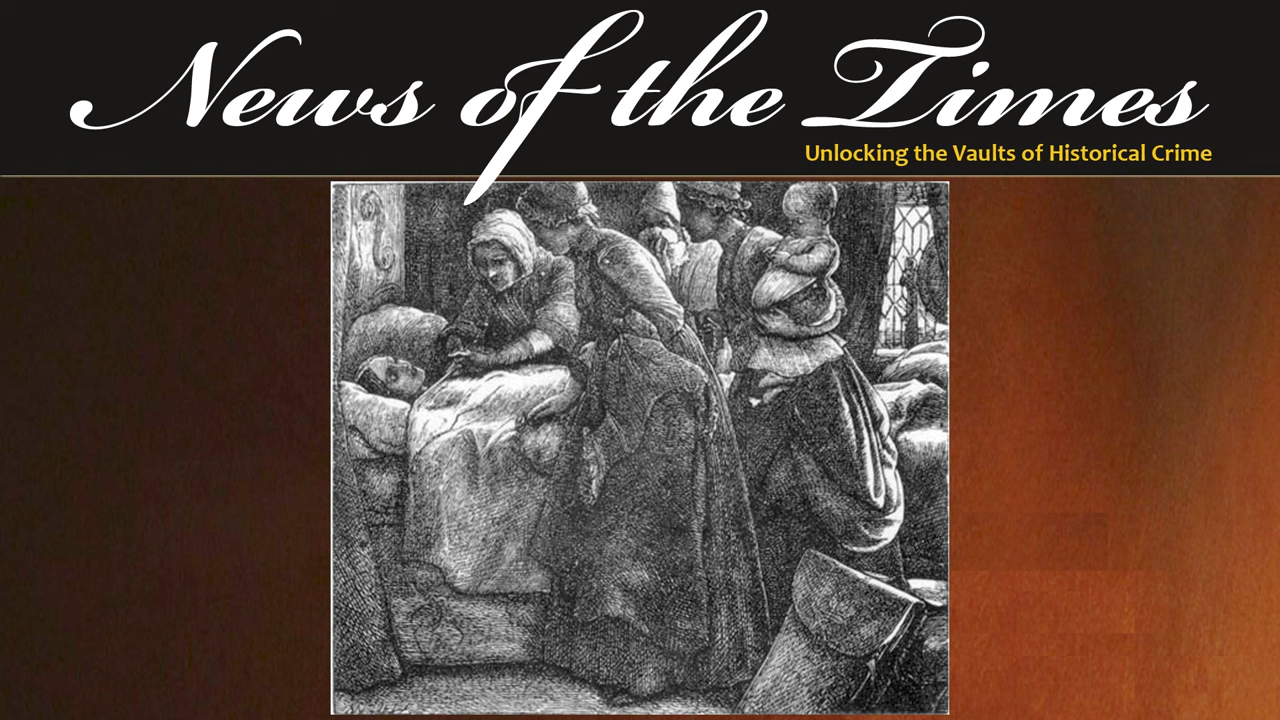 News of the Times
Unlocking the Vaults of Historical Crime